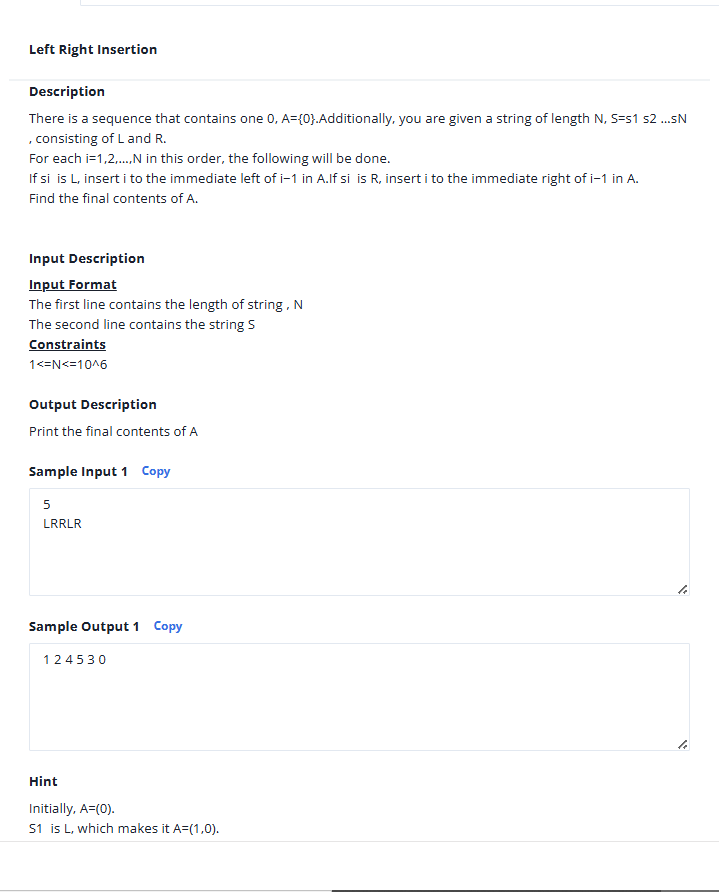 Left Right Insertion
Description
There is a sequence that contains one 0, A={0}.Additionally, you are given a string of length N, S=s1 s2 ...sN
, consisting of L and R.
For each i=1,2,...,N in this order, the following will be done.
If si is L, insert i to the immediate left of i−1 in A.If si is R, insert i to the immediate right of i−1 in A.
Find the final contents of A.
Input Description
Input Format
The first line contains the length of string , N
The second line contains the string S
Constraints
1<=N<=10^6
Output Description
Print the final contents of A
Sample Input 1 Copy
5
LRRLR
Sample Output 1 Copy
1 2 4 5 3 0
Hint
Initially, A=(0).
S1 is L, which makes it A=(1,0).